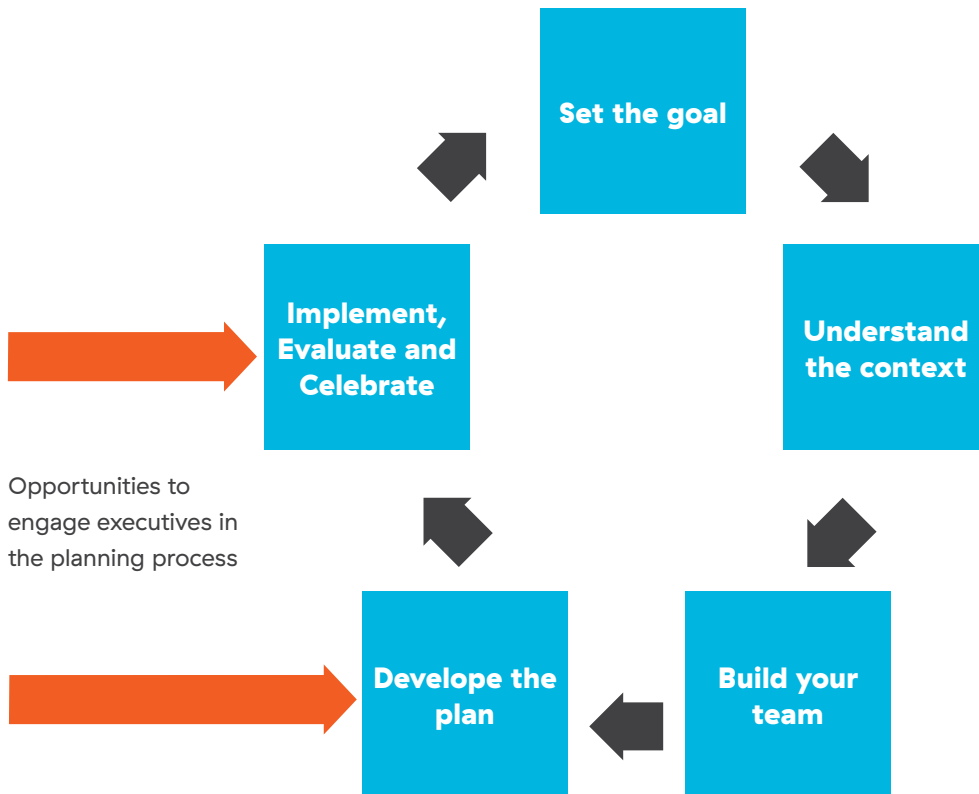 Set the goal
Implement,
Evaluate and
Celebrate
Understand
the context
Opportunities to
engage executives in
the planning process
Develope the
plan
Build your
team